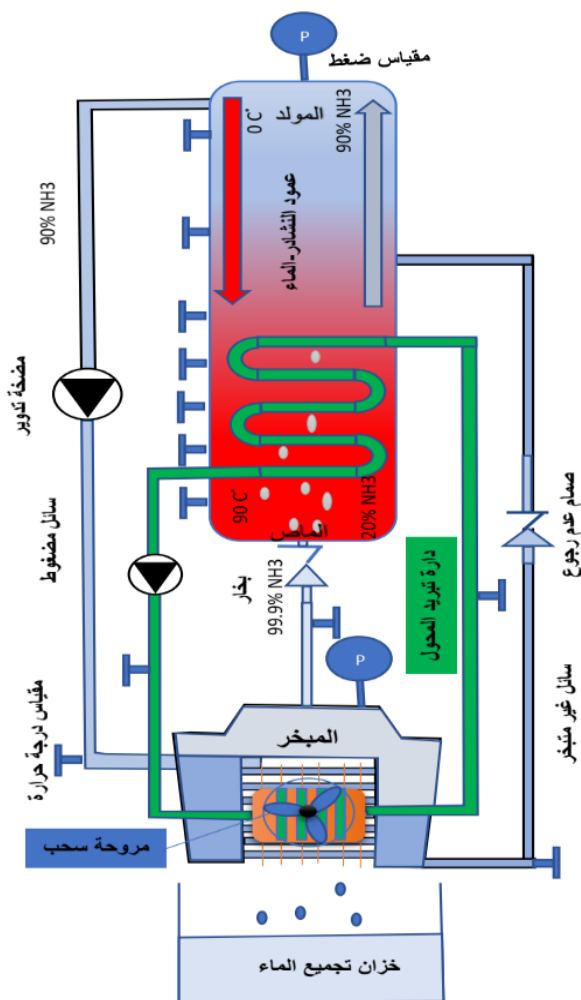 P
مقياس ضغط
المولد
0 C°
90% NH3
عمود النشادر-الماء
90% NH3
مضخة تدوير
90 C°
20% NH3
الماص
سائل مضغوط
بخار
99.9% NH3
صمام عدم رجوع
دارة تبريد المحول
P
مقياس درجة حرارة
سائل غير متبخر
المبخر
مروحة سحب
خزان تجميع الماء